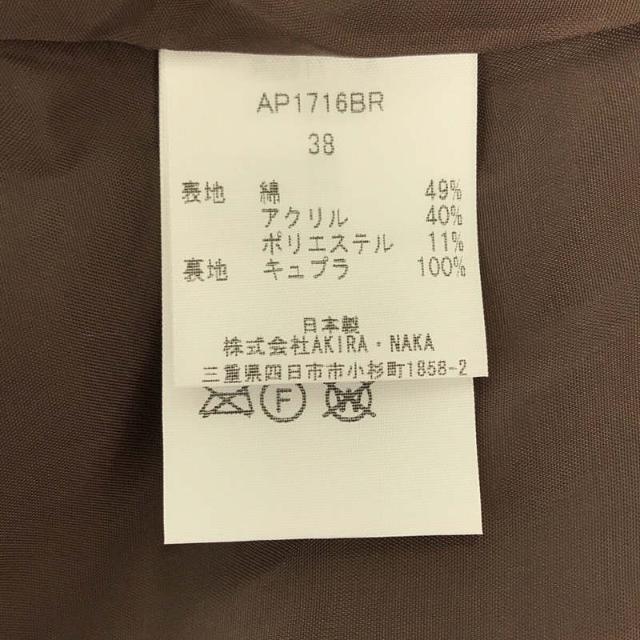 AP1716BR
38
表地 綿 49%
アクリル 40%
ポリエステル 11%
裏地 キュプラ 100%
日本製
株式会社AKIRA・NAKA
三重県四日市市小杉町1858-2
F
W